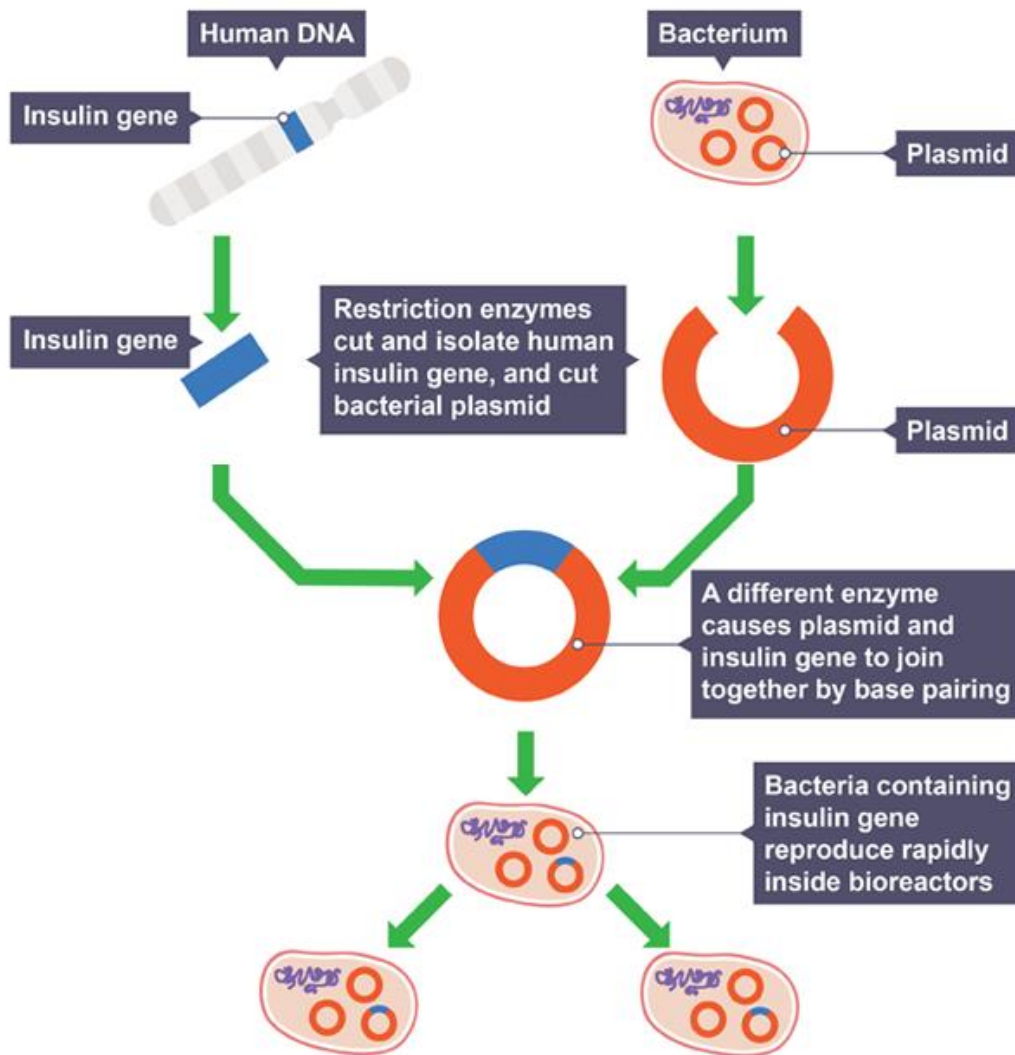 Human DNA
Bacterium
Insulin gene
Plasmid
Insulin gene
Restriction enzymes
cut and isolate human
insulin gene, and cut
bacterial plasmid
Plasmid
A different enzyme
causes plasmid and
insulin gene to join
together by base pairing
Bacteria containing
insulin gene
reproduce rapidly
inside bioreactors